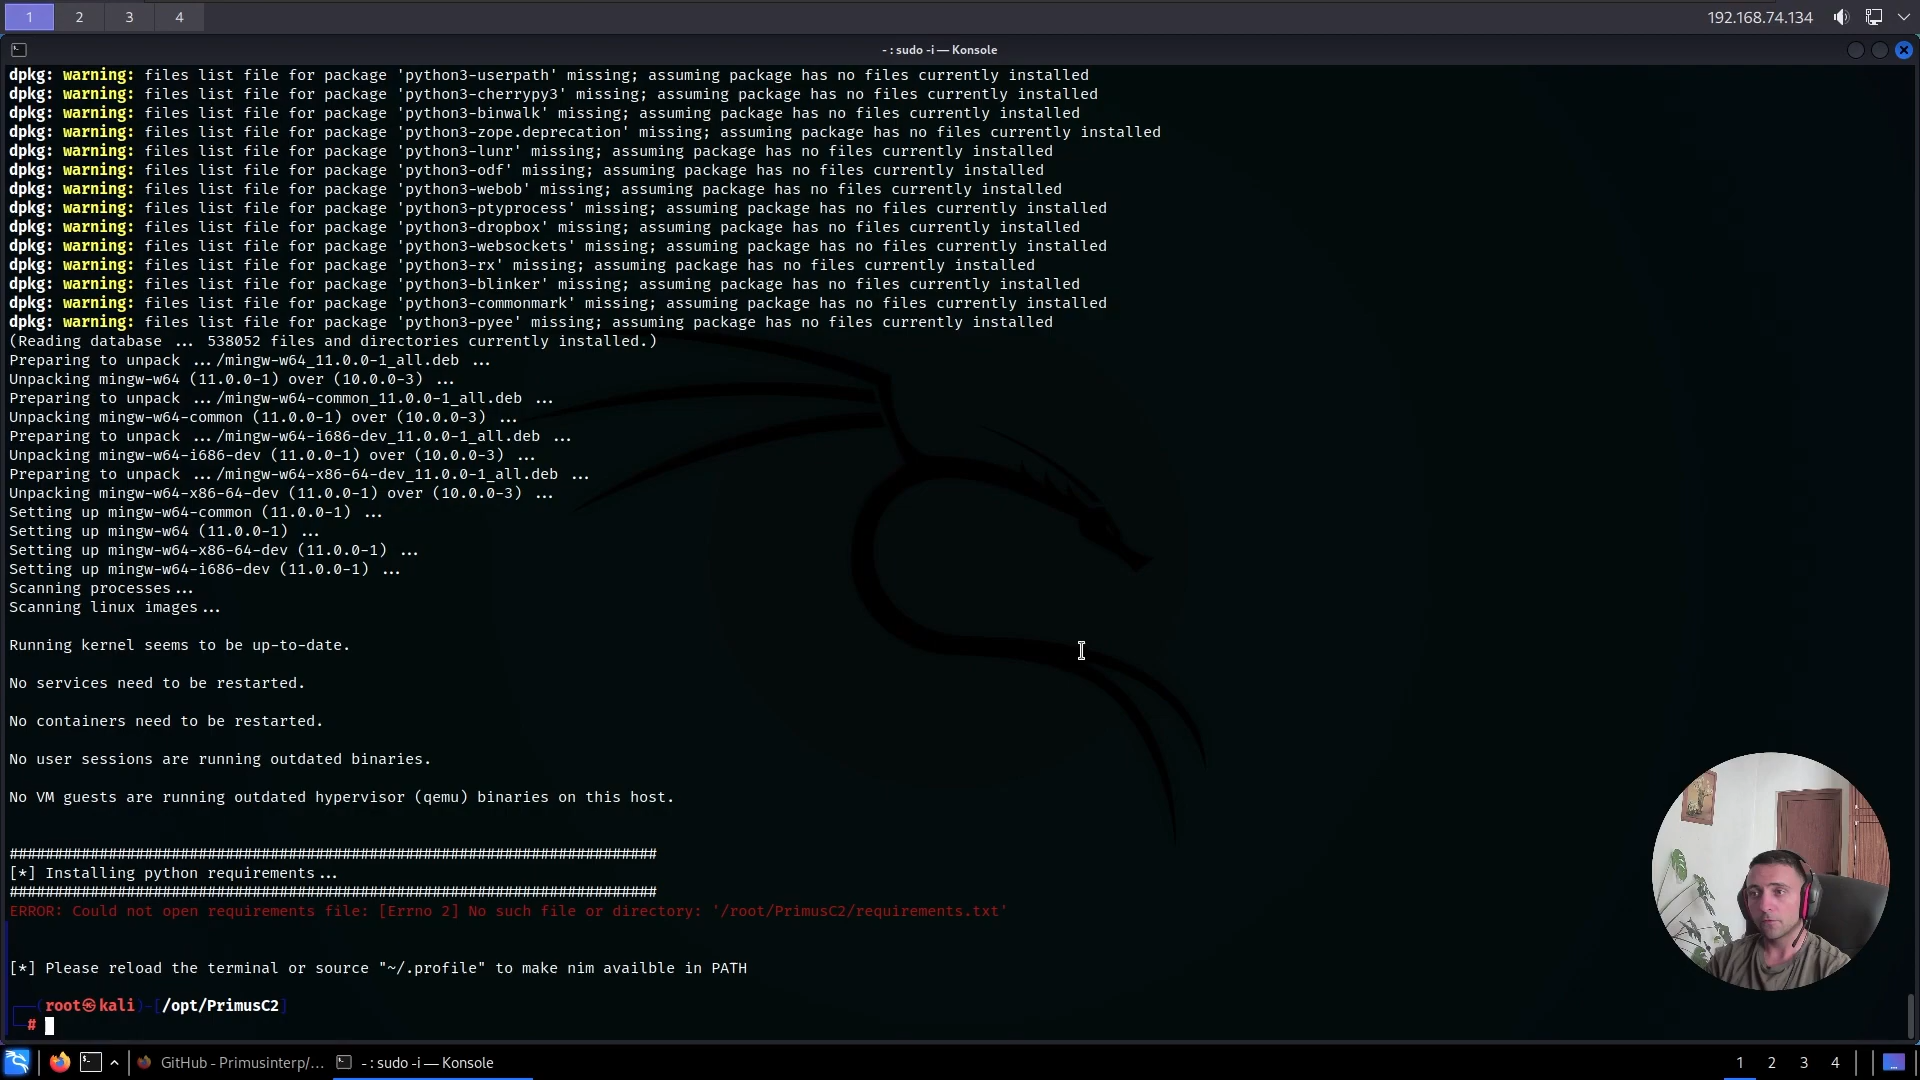 1
2
3
4
192.168.74.134
- : sudo -i — Konsole
dpkg: warning: files list file for package 'python3-userpath' missing; assuming package has no files currently installed
dpkg: warning: files list file for package 'python3-cherrypy3' missing; assuming package has no files currently installed
dpkg: warning: files list file for package 'python3-binwalk' missing; assuming package has no files currently installed
dpkg: warning: files list file for package 'python3-zope.deprecation' missing; assuming package has no files currently installed
dpkg: warning: files list file for package 'python3-lunr' missing; assuming package has no files currently installed
dpkg: warning: files list file for package 'python3-odf' missing; assuming package has no files currently installed
dpkg: warning: files list file for package 'python3-webob' missing; assuming package has no files currently installed
dpkg: warning: files list file for package 'python3-ptyprocess' missing; assuming package has no files currently installed
dpkg: warning: files list file for package 'python3-dropbox' missing; assuming package has no files currently installed
dpkg: warning: files list file for package 'python3-websockets' missing; assuming package has no files currently installed
dpkg: warning: files list file for package 'python3-rx' missing; assuming package has no files currently installed
dpkg: warning: files list file for package 'python3-blinker' missing; assuming package has no files currently installed
dpkg: warning: files list file for package 'python3-commonmark' missing; assuming package has no files currently installed
dpkg: warning: files list file for package 'python3-pyee' missing; assuming package has no files currently installed
(Reading database ... 538052 files and directories currently installed.)
Preparing to unpack .../mingw-w64_11.0.0-1_all.deb ...
Unpacking mingw-w64 (11.0.0-1) over (10.0.0-3) ...
Preparing to unpack .../mingw-w64-common_11.0.0-1_all.deb ...
Unpacking mingw-w64-common (11.0.0-1) over (10.0.0-3) ...
Preparing to unpack .../mingw-w64-i686-dev_11.0.0-1_all.deb ...
Unpacking mingw-w64-i686-dev (11.0.0-1) over (10.0.0-3) ...
Preparing to unpack .../mingw-w64-x86-64-dev_11.0.0-1_all.deb ...
Unpacking mingw-w64-x86-64-dev (11.0.0-1) over (10.0.0-3) ...
Setting up mingw-w64-common (11.0.0-1) ...
Setting up mingw-w64 (11.0.0-1) ...
Setting up mingw-w64-x86-64-dev (11.0.0-1) ...
Setting up mingw-w64-i686-dev (11.0.0-1) ...
Scanning processes...
Scanning linux images...
Running kernel seems to be up-to-date.
No services need to be restarted.
No containers need to be restarted.
No user sessions are running outdated binaries.
No VM guests are running outdated hypervisor (qemu) binaries on this host.
########################################################################
[*] Installing python requirements...
########################################################################
ERROR: Could not open requirements file: [Errno 2] No such file or directory: '/root/PrimusC2/requirements.txt'
[*] Please reload the terminal or source "~/.profile" to make nim availble in PATH
┌──(root㉿kali)-[/opt/PrimusC2]
└─#
GitHub - Primusinterp/...
- : sudo -i — Konsole
1
2
3
4